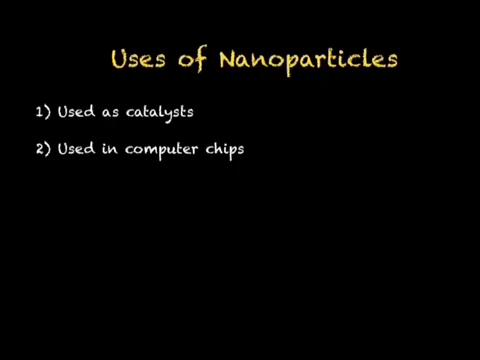 Uses of Nanoparticles
1) Used as catalysts
2) Used in computer chips